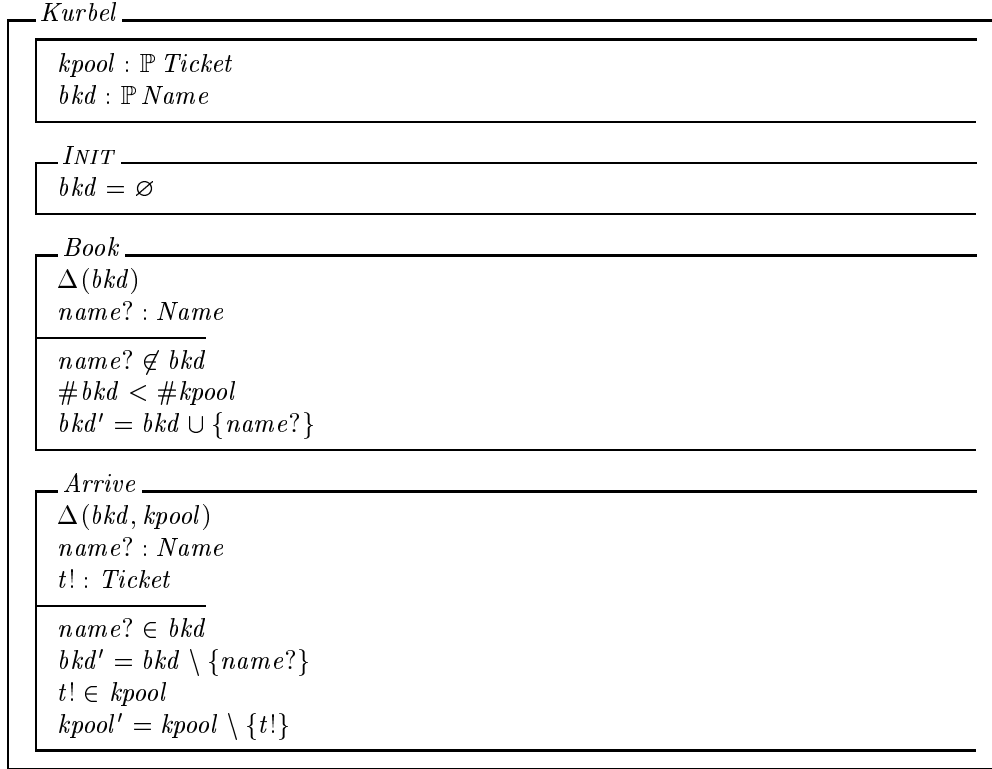 Kurbel
kpool : ℙ Ticket
bkd : ℙ Name
INIT
bkd = ∅
Book
Δ(bkd)
name? : Name
name? ∉ bkd
#bkd < #kpool
bkd′ = bkd ∪ {name?}
Arrive
Δ(bkd, kpool)
name? : Name
t! : Ticket
name? ∈ bkd
bkd′ = bkd \ {name?}
t! ∈ kpool
kpool′ = kpool \ {t!}